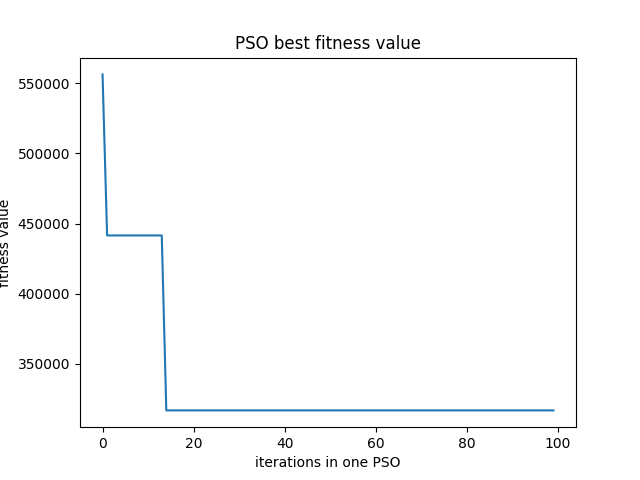 PSO best fitness value
550000
500000
450000
400000
350000
fitness value
0 20 40 60 80 100
iterations in one PSO